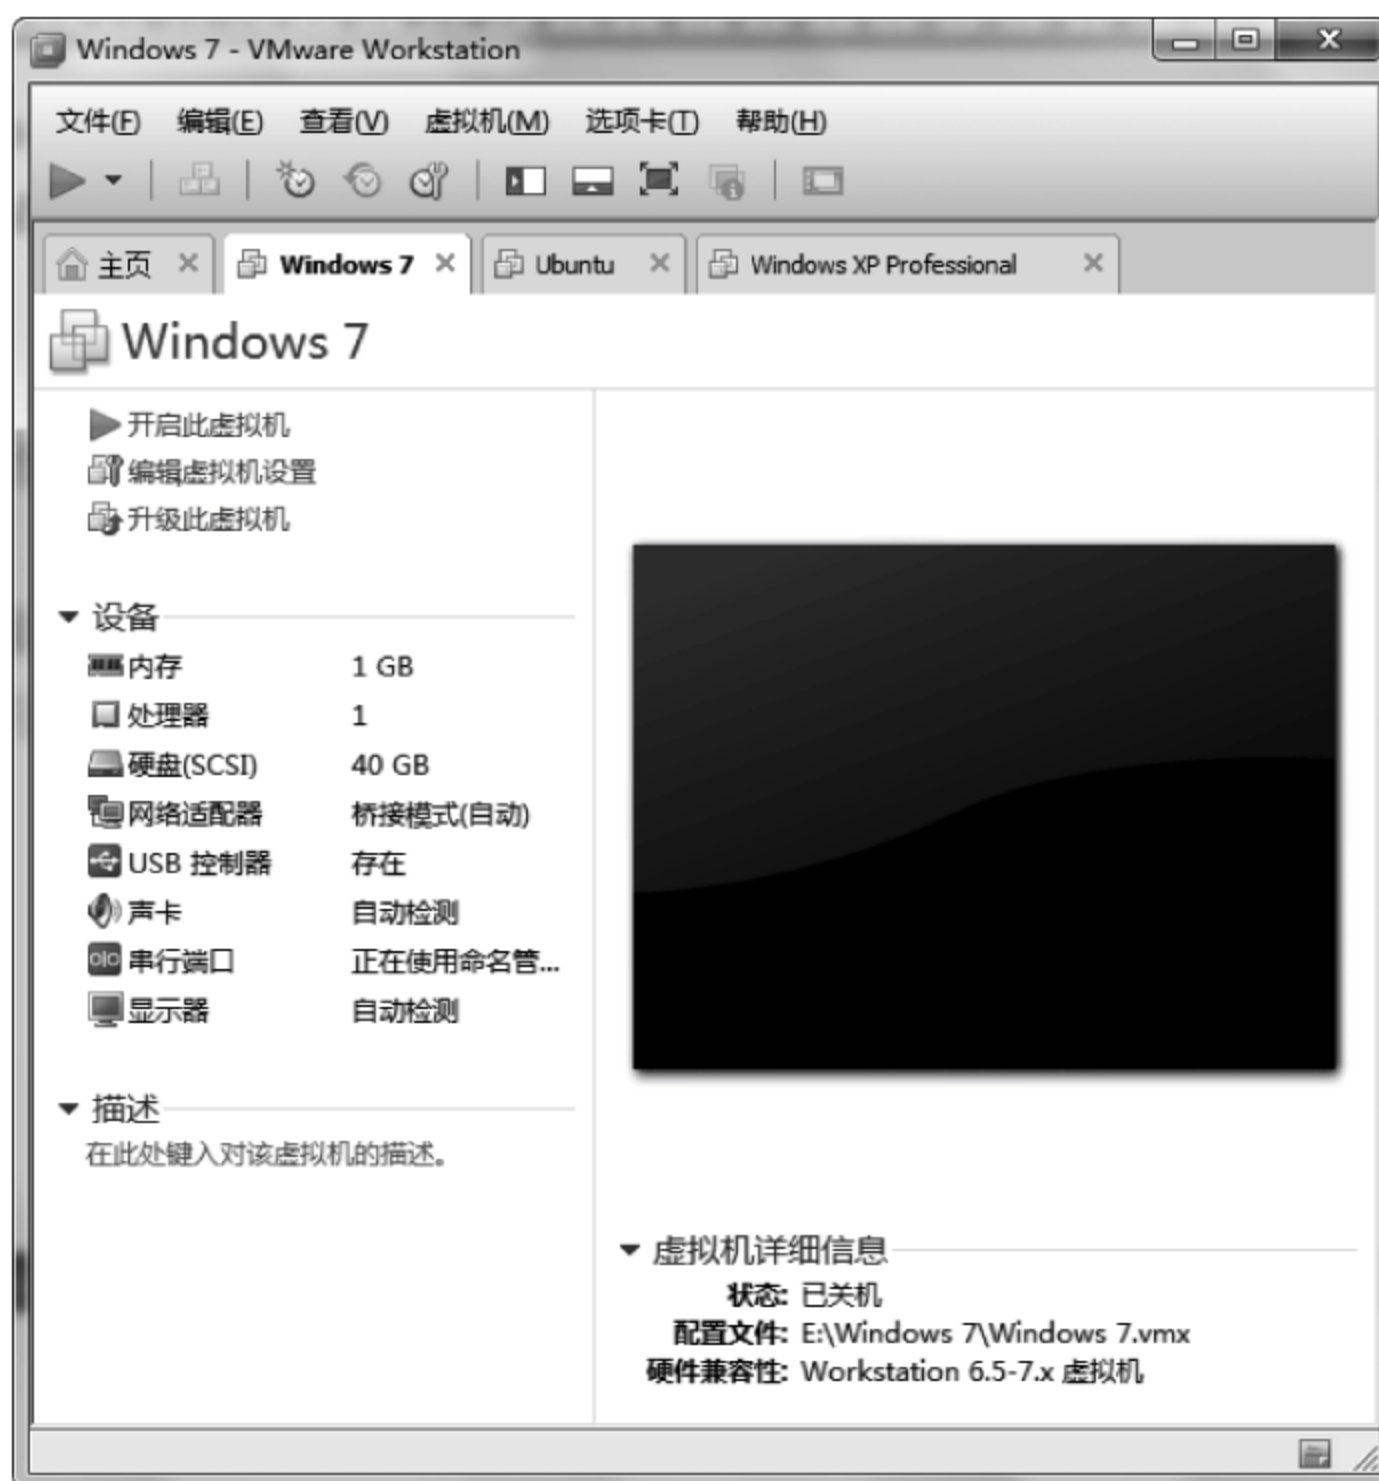 Windows 7 - VMware Workstation
文件(F) 编辑(E) 查看(V) 虚拟机(M) 选项卡(T) 帮助(H)
主页 Windows 7 Ubuntu Windows XP Professional
Windows 7
开启此虚拟机
编辑虚拟机设置
升级此虚拟机
设备
内存 1 GB
处理器 1
硬盘(SCSI) 40 GB
网络适配器 桥接模式(自动)
USB 控制器 存在
声卡 自动检测
串行端口 正在使用命名管...
显示器 自动检测
描述
在此处键入对该虚拟机的描述。
虚拟机详细信息
状态: 已关机
配置文件: E:\Windows 7\Windows 7.vmx
硬件兼容性: Workstation 6.5-7.x 虚拟机